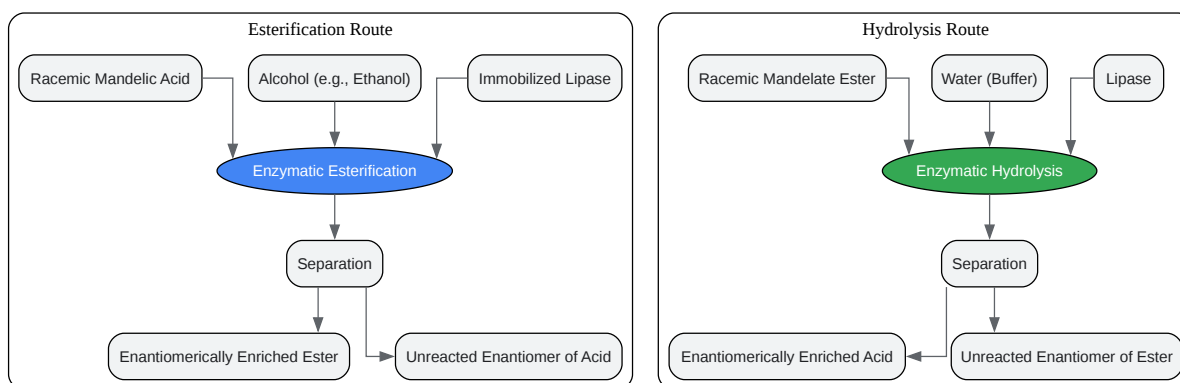 Esterification Route
Racemic Mandelic Acid
Alcohol (e.g., Ethanol)
Immobilized Lipase
Enzymatic Esterification
Separation
Enantiomerically Enriched Ester
Unreacted Enantiomer of Acid
Hydrolysis Route
Racemic Mandelate Ester
Water (Buffer)
Lipase
Enzymatic Hydrolysis
Separation
Enantiomerically Enriched Acid
Unreacted Enantiomer of Ester